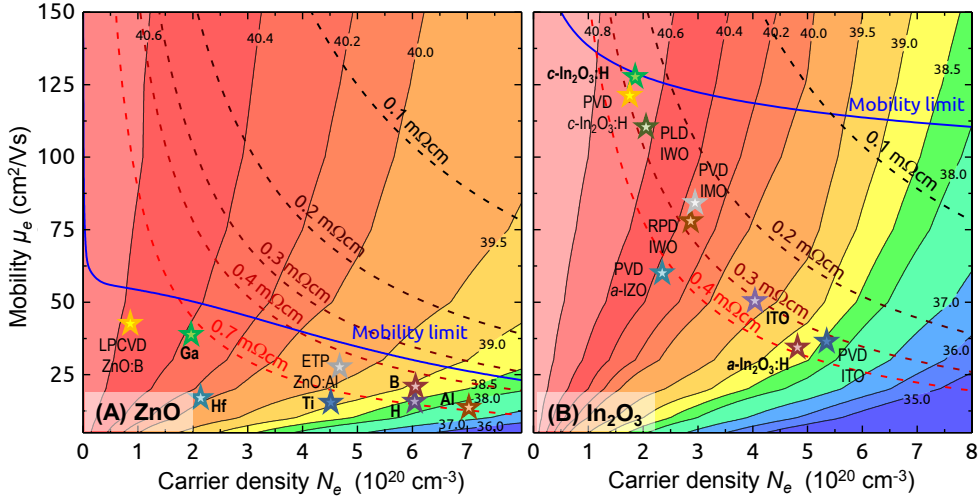 150
125
100
75
50
25
Mobility μₑ (cm²/Vs)
40.6
40.4
40.2
40.0
0.1 mΩcm
0.2 mΩcm
0.3 mΩcm
0.4 mΩcm
0.7 mΩcm
39.5
Mobility limit
39.0
LPCVD
ZnO:B
Ga
ETP
ZnO:Al
Hf
Ti
B
H
Al
38.5
38.0
37.0
36.0
(A) ZnO
0 1 2 3 4 5 6 7
Carrier density Nₑ (10²⁰ cm⁻³)
40.8
40.6
40.4
40.2
40.0
39.5
39.0
38.5
c-In₂O₃:H
PVD
c-In₂O₃:H
Mobility limit
PLD
IWO
0.1 mΩcm
38.0
PVD
IMO
RPD
IWO
0.2 mΩcm
PVD
a-IZO
0.3 mΩcm
0.4 mΩcm
ITO
37.0
a-In₂O₃:H
PVD
ITO
36.0
35.0
(B) In₂O₃
0 1 2 3 4 5 6 7 8
Carrier density Nₑ (10²⁰ cm⁻³)